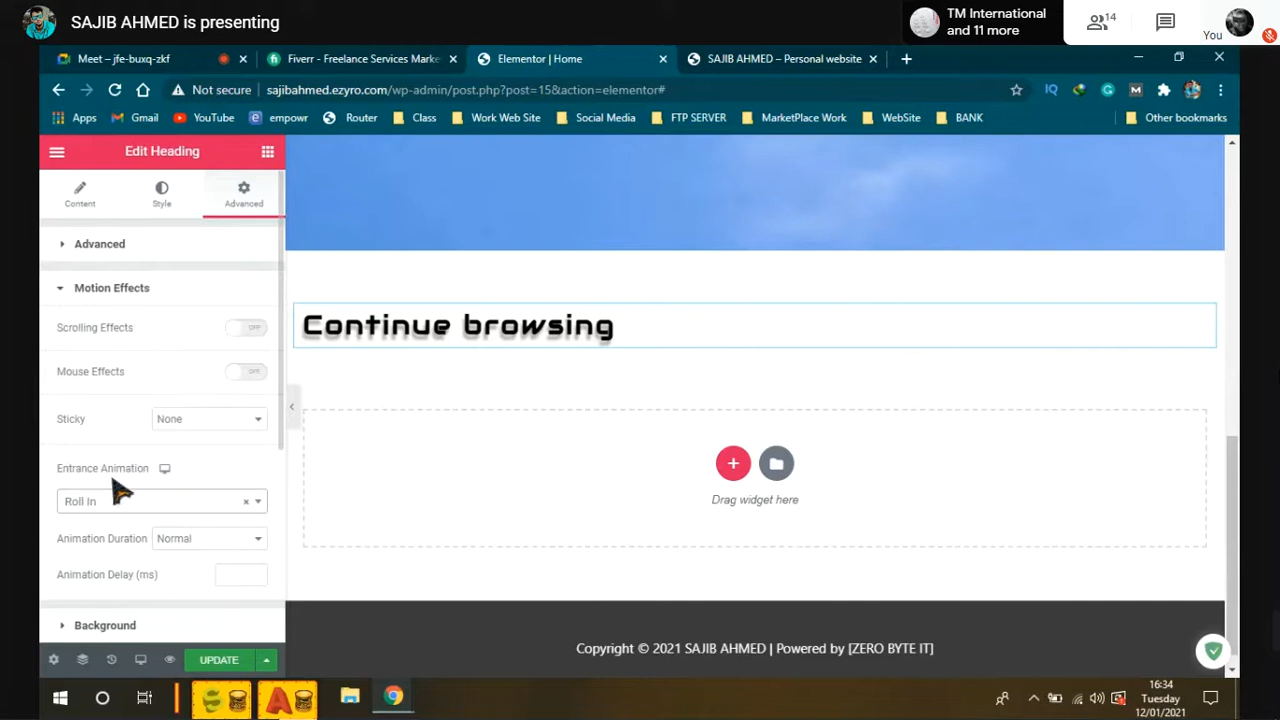 SAJIB AHMED is presenting
TM International
and 11 more
14
You
Meet – jfe-buxq-zkf
Fiverr - Freelance Services Marke
Elementor | Home
SAJIB AHMED – Personal website
Not secure
sajibahmed.ezyro.com/wp-admin/post.php?post=15&action=elementor#
Apps
Gmail
YouTube
empowr
Router
Class
Work Web Site
Social Media
FTP SERVER
MarketPlace Work
WebSite
BANK
Other bookmarks
Edit Heading
Content
Style
Advanced
Advanced
Motion Effects
Scrolling Effects
OFF
Mouse Effects
OFF
Sticky
None
Entrance Animation
Roll In
Animation Duration
Normal
Animation Delay (ms)
Background
UPDATE
Continue browsing
Drag widget here
Copyright © 2021 SAJIB AHMED | Powered by [ZERO BYTE IT]
16:34
Tuesday
12/01/2021